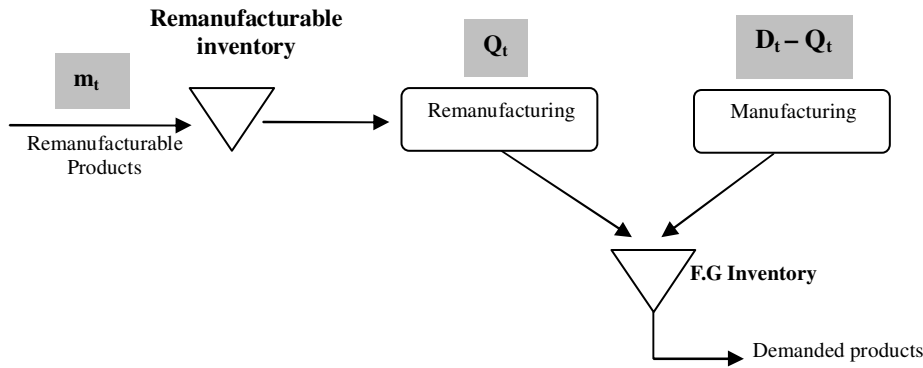 Remanufacturable
inventory
mt
Qt
Dt – Qt
Remanufacturable
Products
Remanufacturing
Manufacturing
F.G Inventory
Demanded products